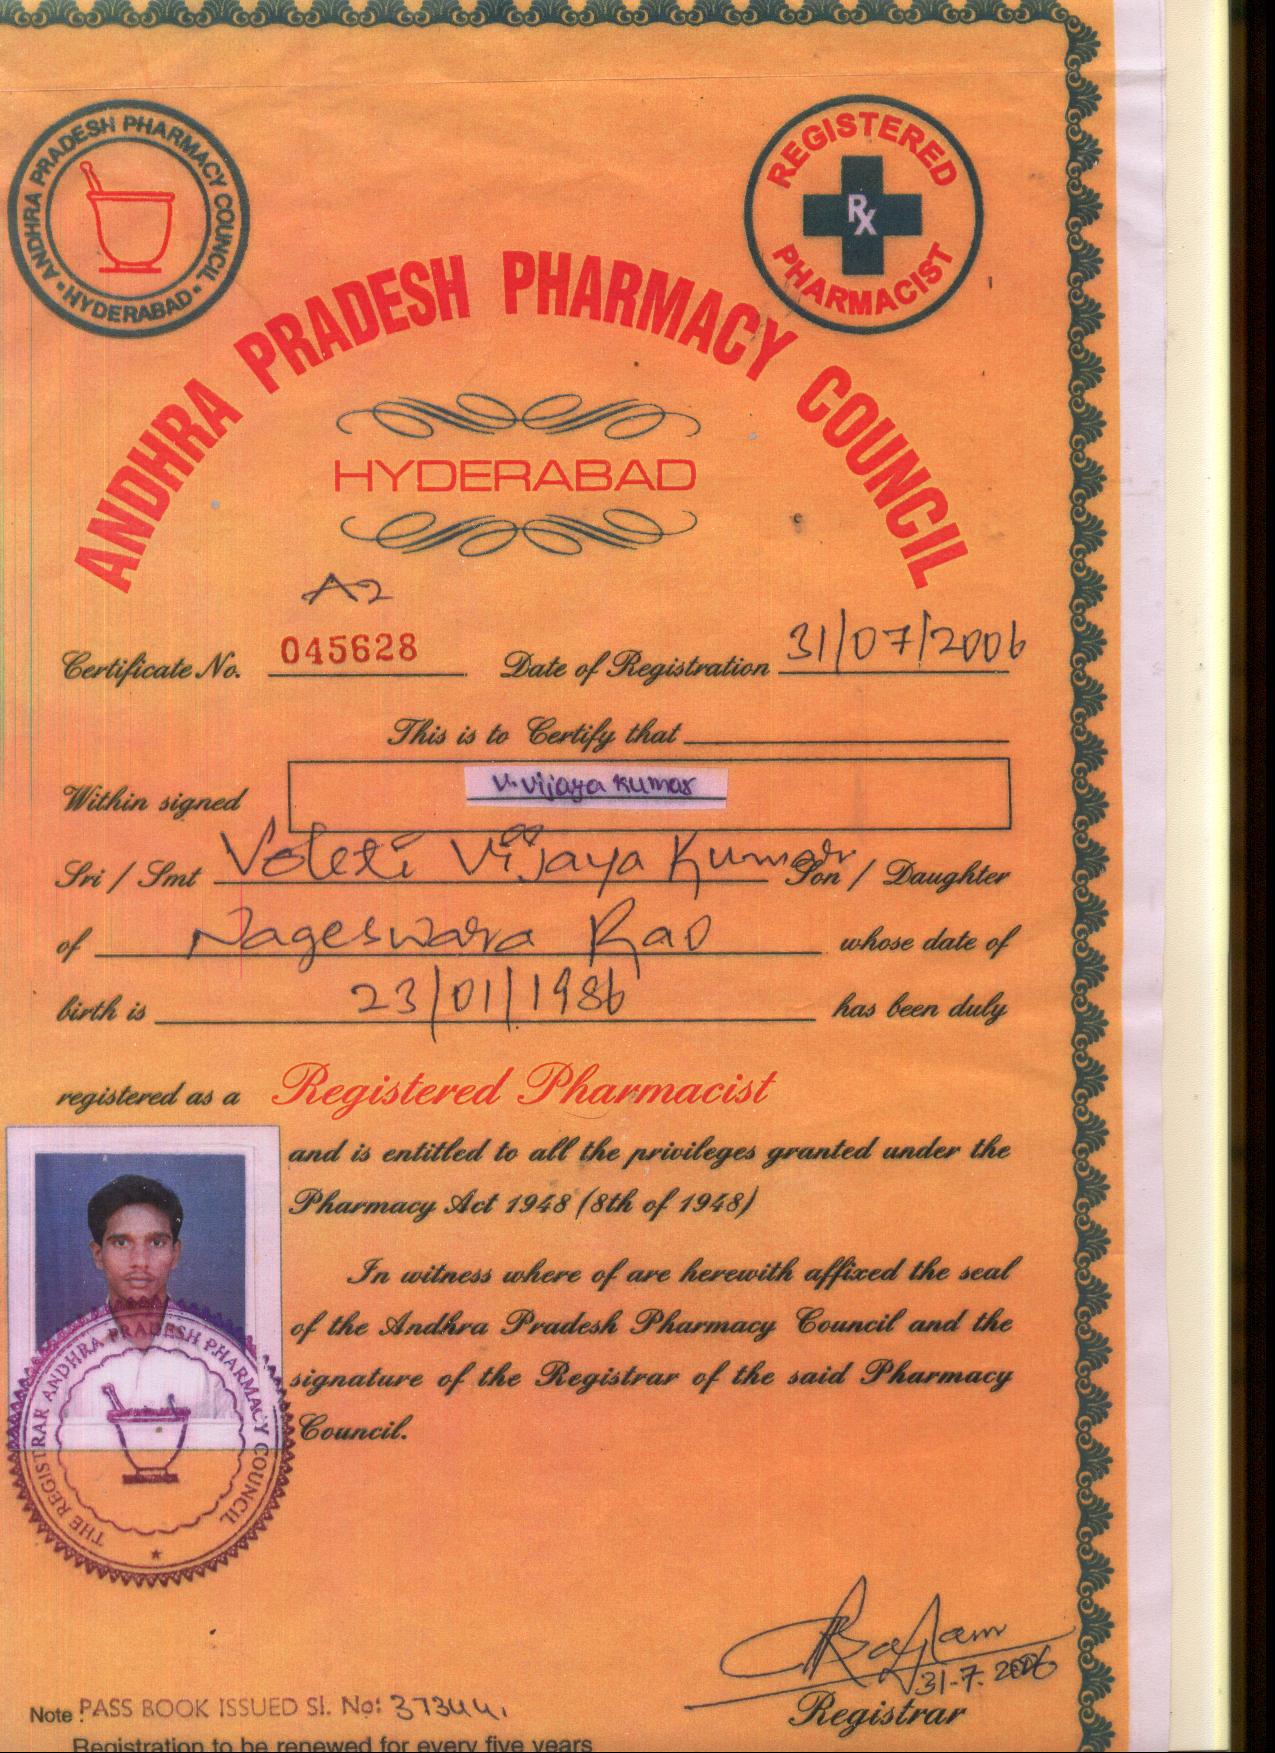 ANDHRA PRADESH PHARMACY COUNCIL
HYDERABAD
REGISTERED
Rx
PHARMACIST
ANDHRA PRADESH PHARMACY COUNCIL
HYDERABAD
A2
Certificate No. 045628 Date of Registration 31/07/2006
This is to Certify that
Within signed V. Vijaya Kumar
Sri / Smt Voleti Vijaya Kumar Son / Daughter
of Nageswara Rao whose date of
birth is 23/01/1986 has been duly
registered as a Registered Pharmacist
and is entitled to all the privileges granted under the
Pharmacy Act 1948 (8th of 1948)
In witness where of are herewith affixed the seal
of the Andhra Pradesh Pharmacy Council and the
signature of the Registrar of the said Pharmacy
Council.
THE REGISTRAR ANDHRA PRADESH PHARMACY COUNCIL
31-7-2006
Registrar
Note: PASS BOOK ISSUED Sl. No: 37344.
Registration to be renewed for every five years